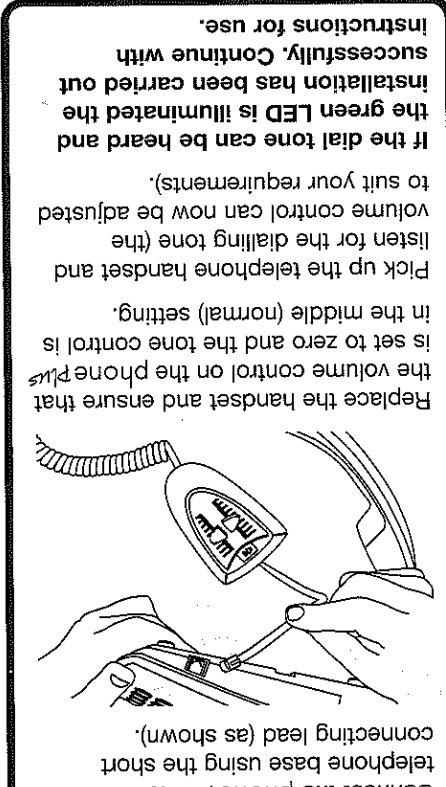 telephone base using the short
connecting lead (as shown).
Replace the handset and ensure that
the volume control on the phonePlus
is set to zero and the tone control is
in the middle (normal) setting.
Pick up the telephone handset and
listen for the dialling tone (the
volume control can now be adjusted
to suit your requirements).
If the dial tone can be heard and
the green LED is illuminated the
installation has been carried out
successfully. Continue with
instructions for use.